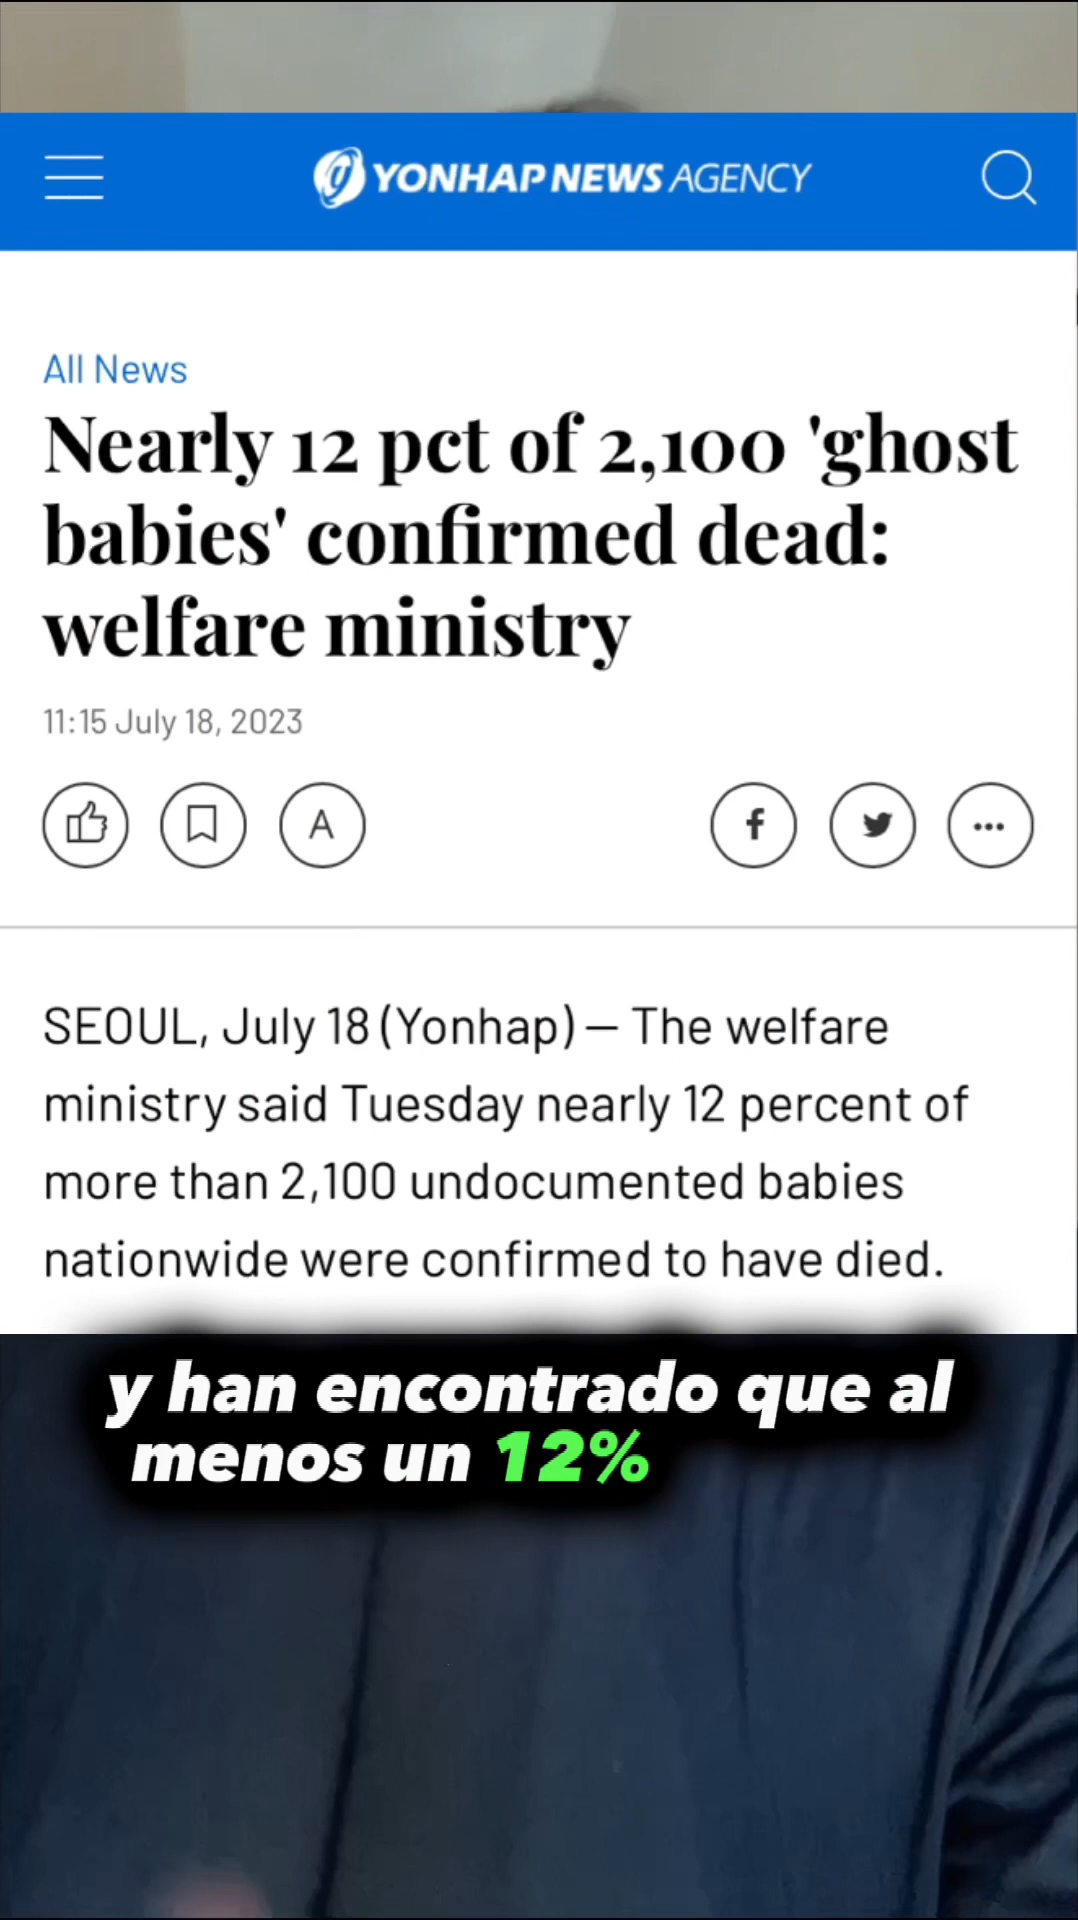 YONHAP NEWS AGENCY
All News
Nearly 12 pct of 2,100 'ghost
babies' confirmed dead:
welfare ministry
11:15 July 18, 2023
A
SEOUL, July 18 (Yonhap) – The welfare
ministry said Tuesday nearly 12 percent of
more than 2,100 undocumented babies
nationwide were confirmed to have died.
y han encontrado que al
menos un 12%